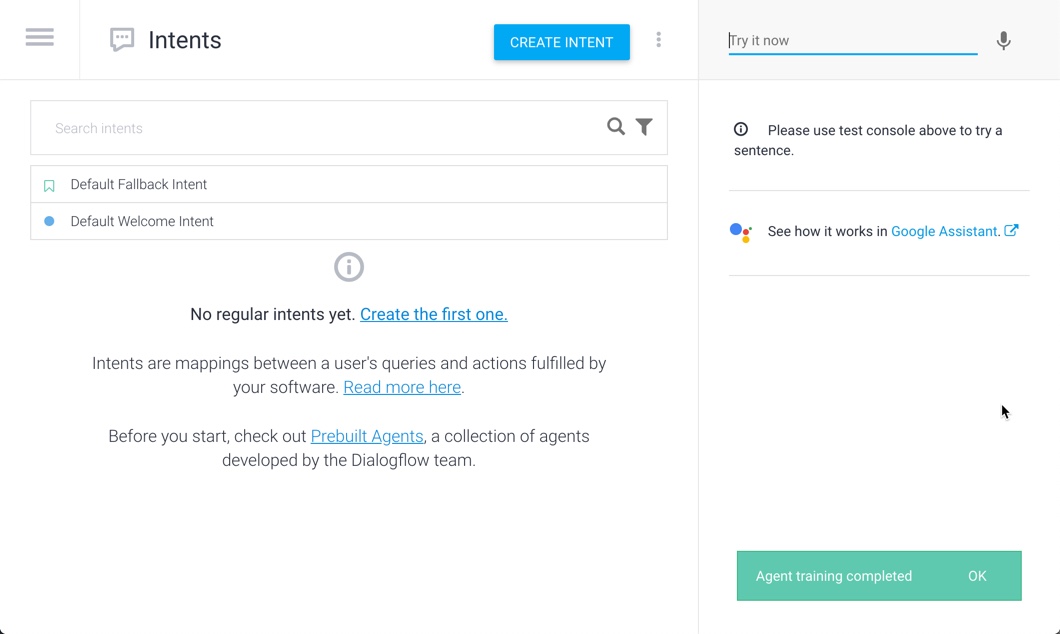 Intents
CREATE INTENT
Try it now
Search intents
Default Fallback Intent
Default Welcome Intent
No regular intents yet. Create the first one.
Intents are mappings between a user's queries and actions fulfilled by
your software. Read more here.
Before you start, check out Prebuilt Agents, a collection of agents
developed by the Dialogflow team.
Please use test console above to try a
sentence.
See how it works in Google Assistant.
Agent training completed OK